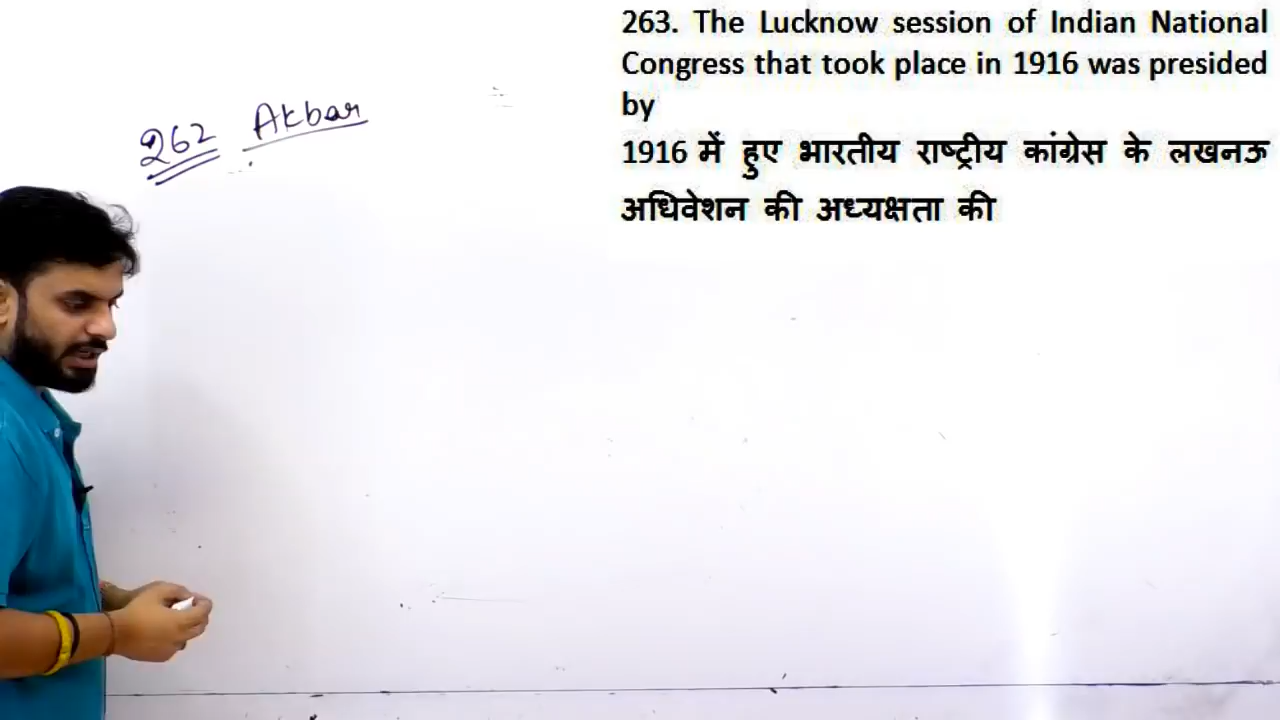 263. The Lucknow session of Indian National
Congress that took place in 1916 was presided
by
1916 में हुए भारतीय राष्ट्रीय कांग्रेस के लखनऊ
अधिवेशन की अध्यक्षता की
262 Akbar